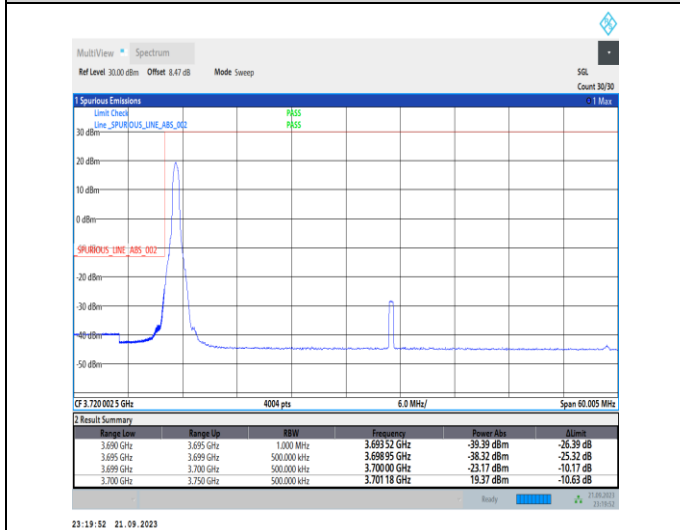 MultiView Spectrum
Ref Level 30.00 dBm Offset 8.47 dB Mode Sweep SGL
Count 30/30
1 Spurious Emissions 1 Max
Limit Check PASS
Line _SPURIOUS_LINE_ABS_002 PASS
30 dBm
20 dBm
10 dBm
0 dBm
_SPURIOUS_LINE_ABS_002
-20 dBm
-30 dBm
-40 dBm
-50 dBm
CF 3.720 002 5 GHz 4004 pts 6.0 MHz/ Span 60.005 MHz
2 Result Summary
Range Low Range Up RBW Frequency Power Abs ΔLimit
3.690 GHz 3.695 GHz 1.000 MHz 3.693 52 GHz -39.39 dBm -26.39 dB
3.695 GHz 3.699 GHz 500.000 kHz 3.698 95 GHz -38.32 dBm -25.32 dB
3.699 GHz 3.700 GHz 500.000 kHz 3.700 00 GHz -23.17 dBm -10.17 dB
3.700 GHz 3.750 GHz 500.000 kHz 3.701 18 GHz 19.37 dBm -10.63 dB
Ready 21.09.2023
23:19:52
23:19:52 21.09.2023